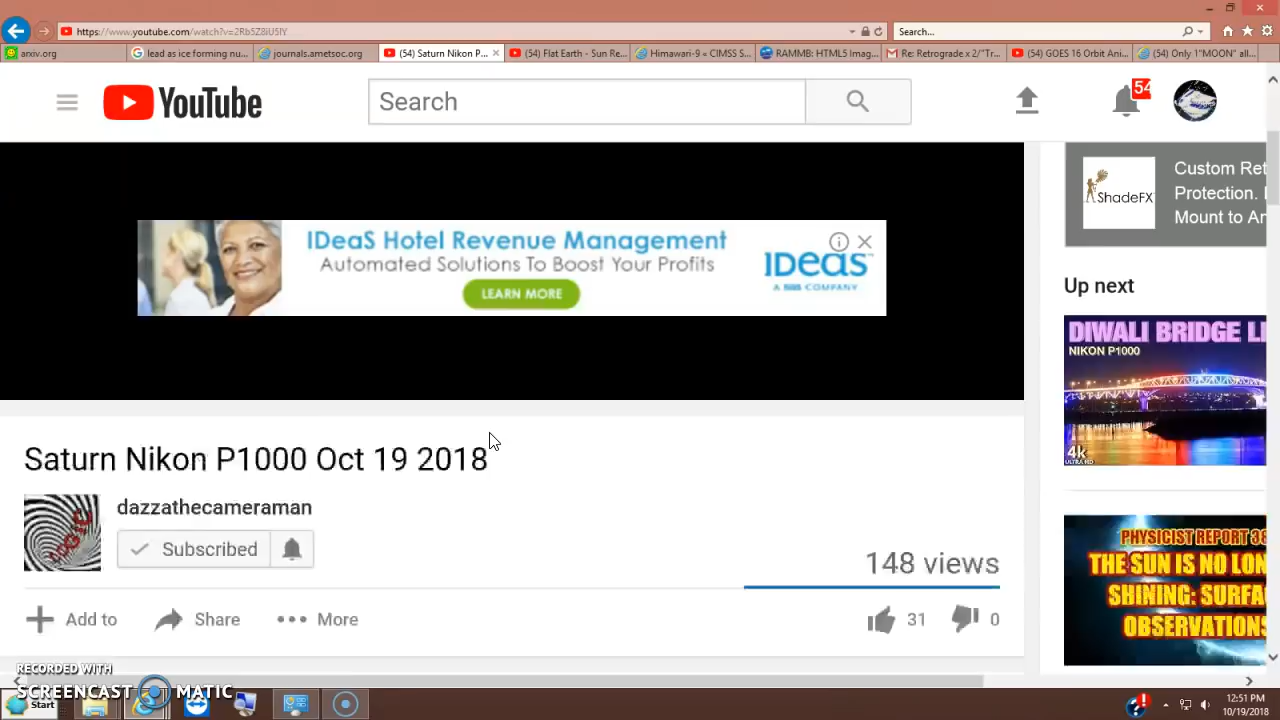 https://www.youtube.com/watch?v=2Rb5Z8iU5lY
Search...
arxiv.org
lead as ice forming nu...
journals.ametsoc.org
(54) Saturn Nikon P...
(54) Flat Earth - Sun Re...
Himawari-9 « CIMSS S...
RAMMB: HTML5 Imag...
Re: Retrograde x 2/"Tr...
(54) GOES 16 Orbit Ani...
(54) Only 1"MOON" all...
YouTube
Search
54
IDeaS Hotel Revenue Management
Automated Solutions To Boost Your Profits
LEARN MORE
IDeaS
A SAS COMPANY
ShadeFX
Custom Ret
Protection.
Mount to Ar
Up next
DIWALI BRIDGE LI
NIKON P1000
4k
ULTRA HD
Saturn Nikon P1000 Oct 19 2018
LOGIC
dazzathecameraman
Subscribed
148 views
Add to
Share
More
31
0
PHYSICIST REPORT 38
THE SUN IS NO LON
SHINING: SURFA
OBSERVATIONS
RECORDED WITH
SCREENCAST MATIC
Start
12:51 PM
10/19/2018